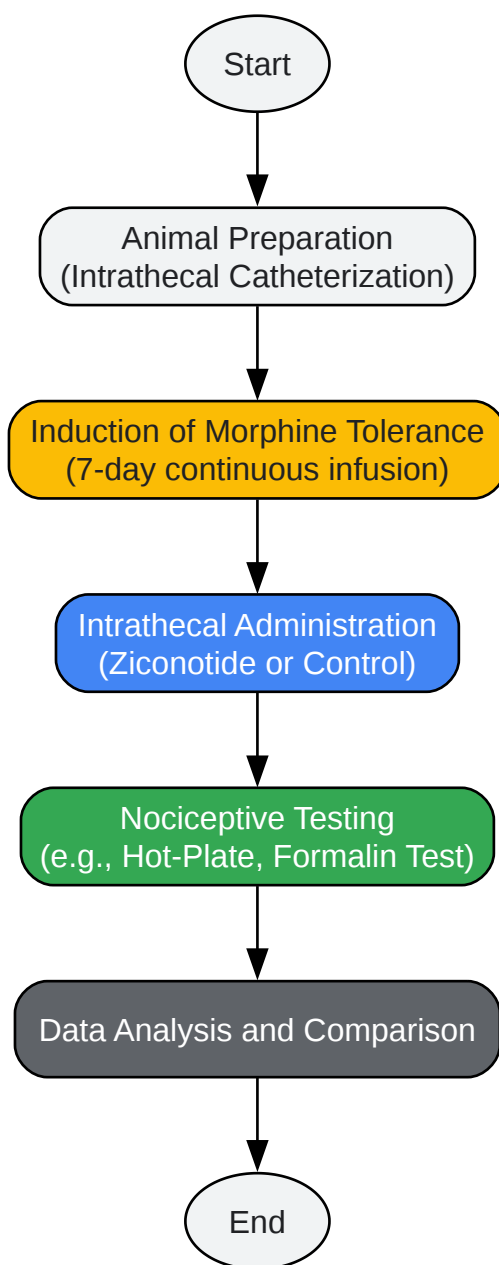 Start
Animal Preparation
(Intrathecal Catheterization)
Induction of Morphine Tolerance
(7-day continuous infusion)
Intrathecal Administration
(Ziconotide or Control)
Nociceptive Testing
(e.g., Hot-Plate, Formalin Test)
Data Analysis and Comparison
End